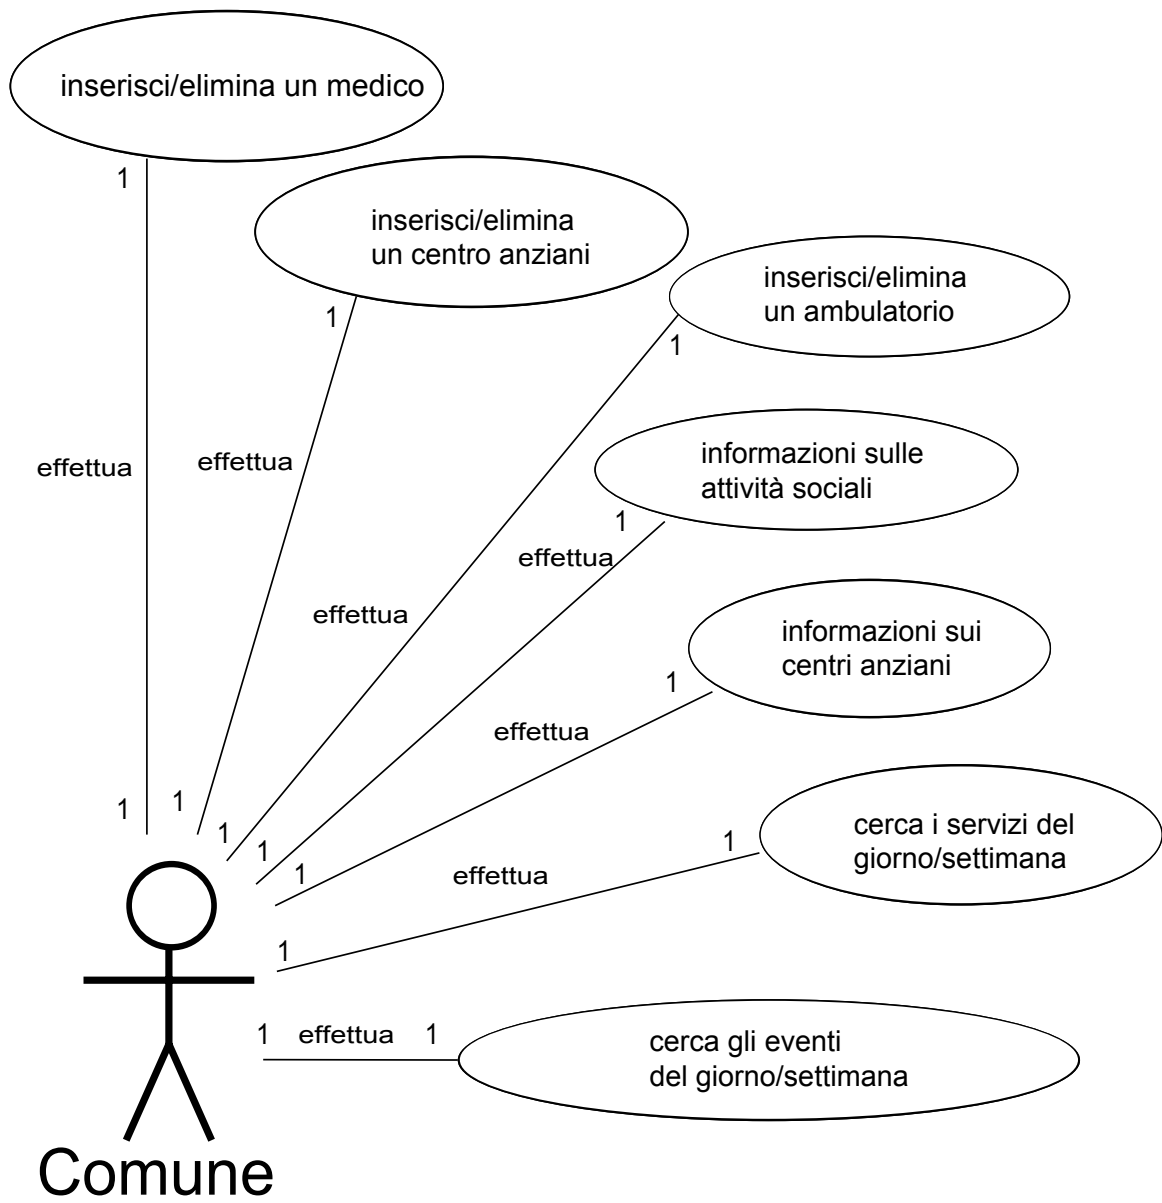 inserisci/elimina un medico
1
inserisci/elimina
un centro anziani
1
inserisci/elimina
un ambulatorio
1
effettua
effettua
effettua
informazioni sulle
attività sociali
1
effettua
informazioni sui
centri anziani
1
effettua
cerca i servizi del
giorno/settimana
1
effettua
1
1
1
1
1
1
1 effettua 1
cerca gli eventi
del giorno/settimana
Comune